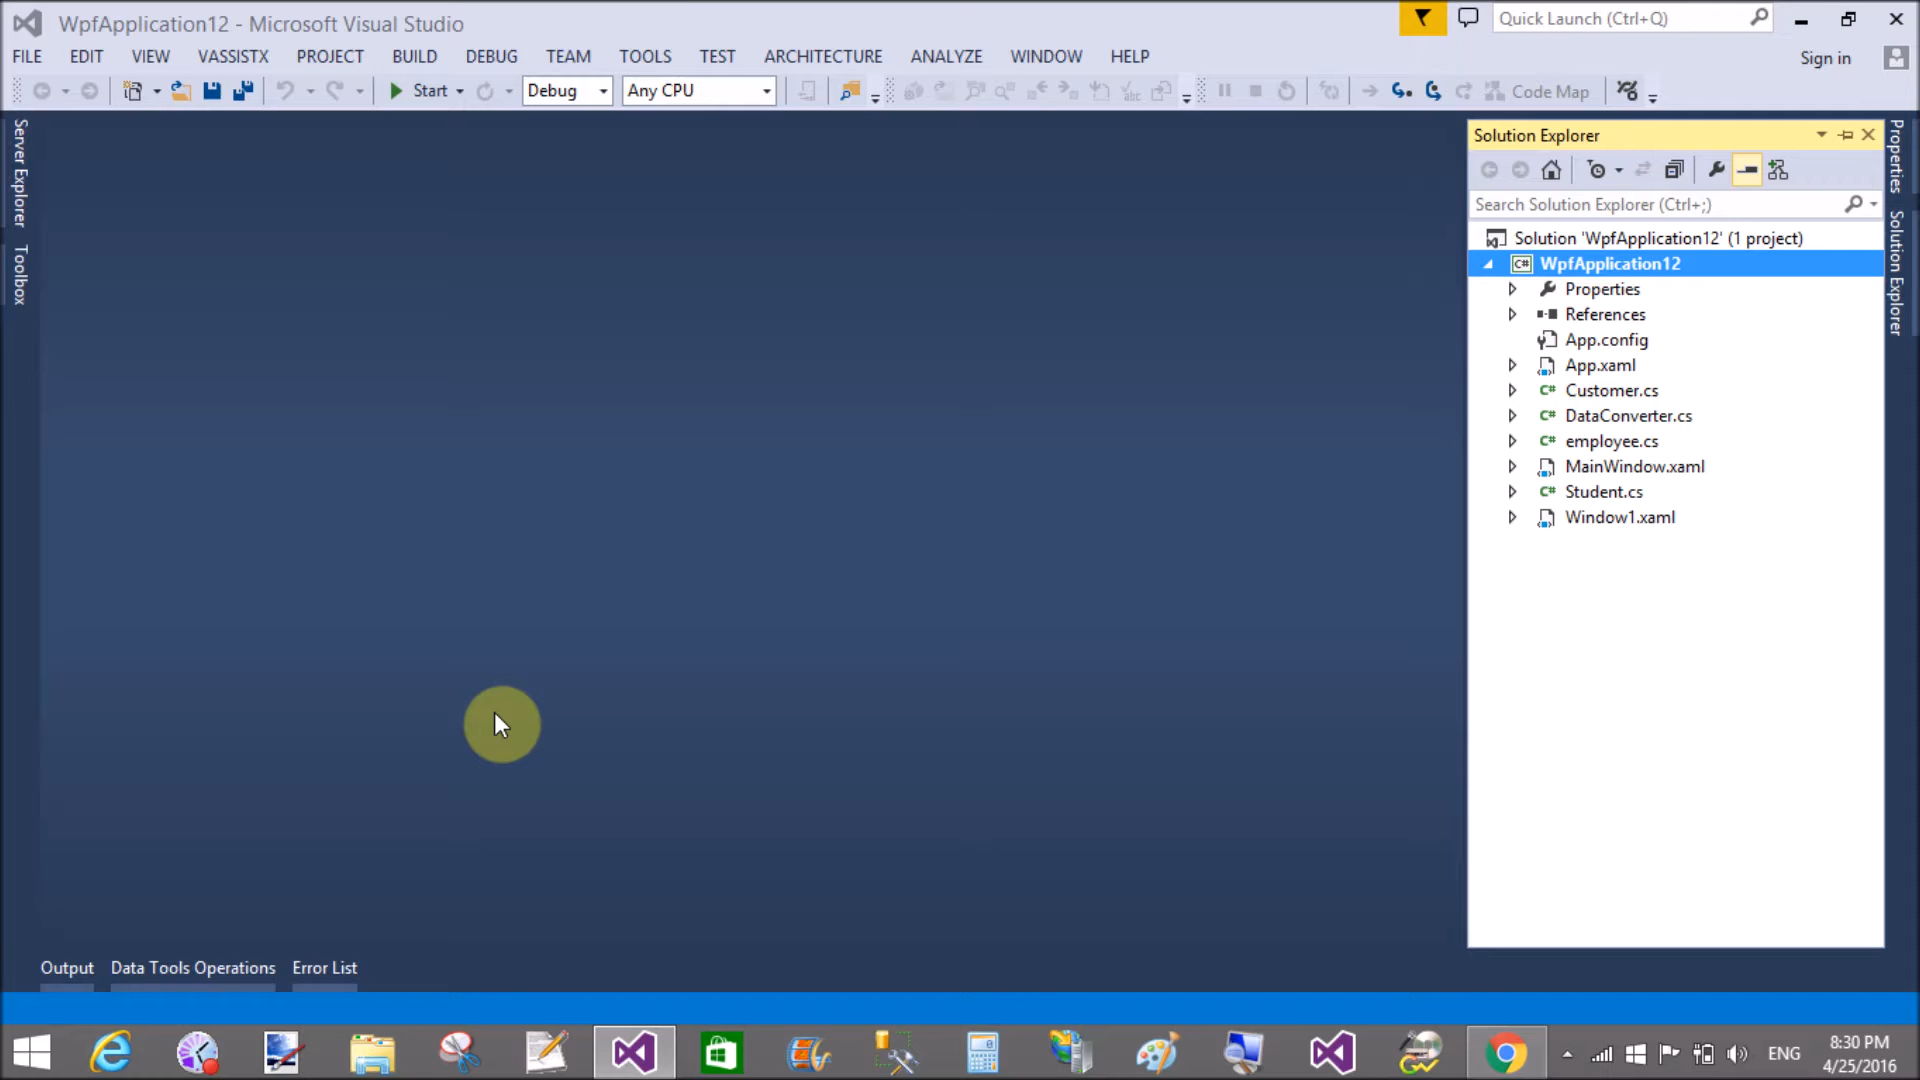 WpfApplication12 - Microsoft Visual Studio
Quick Launch (Ctrl+Q)
FILE EDIT VIEW VASSISTX PROJECT BUILD DEBUG TEAM TOOLS TEST ARCHITECTURE ANALYZE WINDOW HELP
Sign in
Start Debug Any CPU Code Map
Server Explorer
Toolbox
Solution Explorer
Search Solution Explorer (Ctrl+;)
Solution 'WpfApplication12' (1 project)
C# WpfApplication12
Properties
References
App.config
App.xaml
C# Customer.cs
C# DataConverter.cs
C# employee.cs
MainWindow.xaml
C# Student.cs
Window1.xaml
Properties
Solution Explorer
Output Data Tools Operations Error List
ENG
8:30 PM
4/25/2016